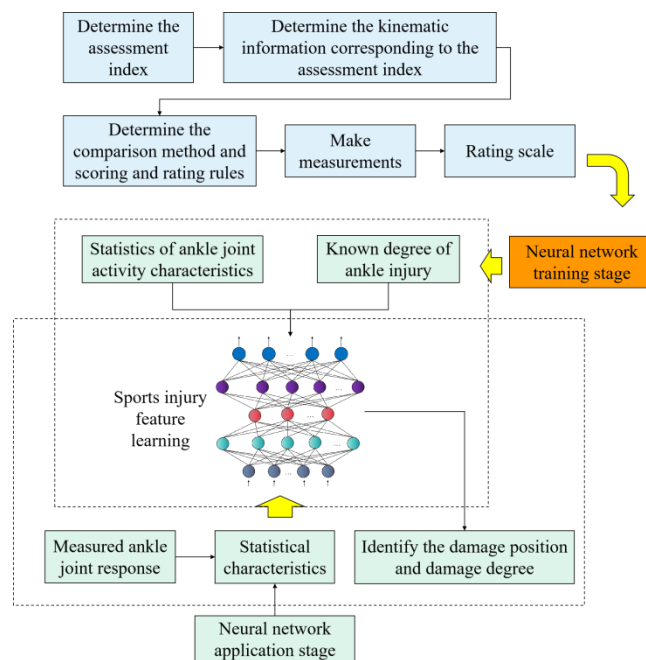 Determine the
assessment
index
Determine the kinematic
information corresponding to the
assessment index
Determine the
comparison method and
scoring and rating rules
Make
measurements
Rating scale
Statistics of ankle joint
activity characteristics
Known degree of
ankle injury
Neural network
training stage
Sports injury
feature
learning
Measured ankle
joint response
Statistical
characteristics
Identify the damage position
and damage degree
Neural network
application stage